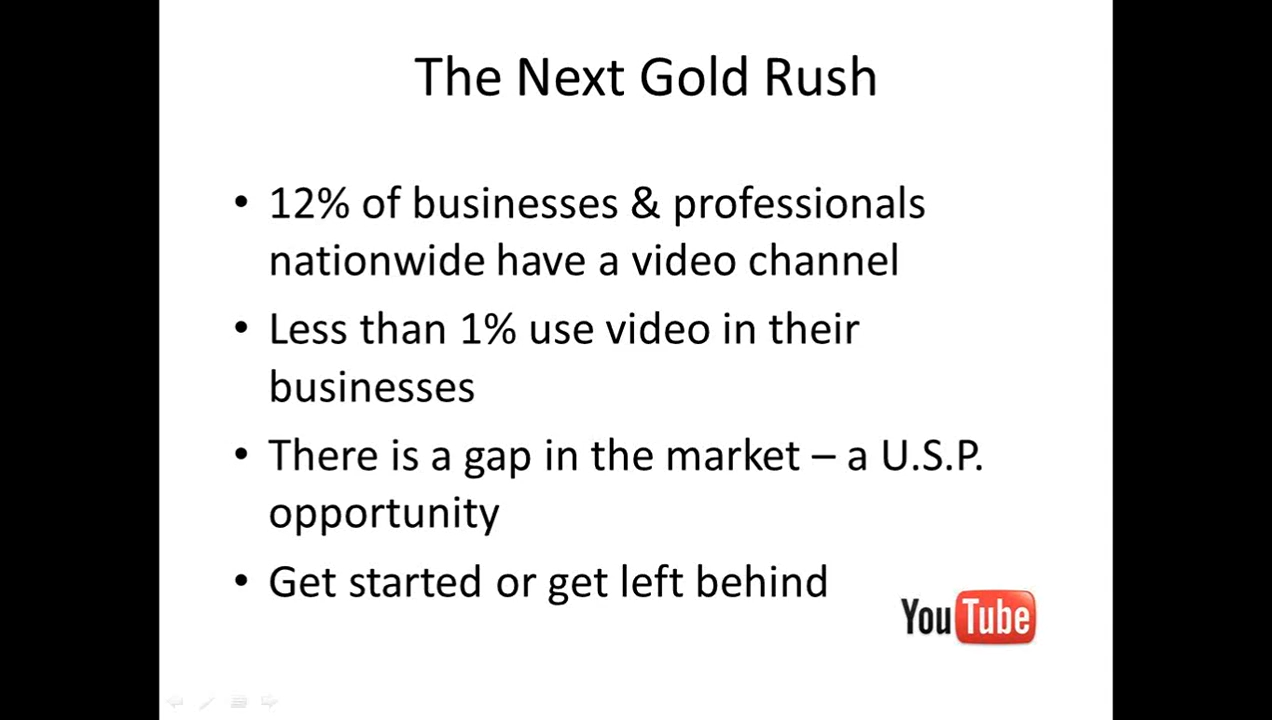 The Next Gold Rush
• 12% of businesses & professionals
nationwide have a video channel
• Less than 1% use video in their
businesses
• There is a gap in the market – a U.S.P.
opportunity
• Get started or get left behind
YouTube